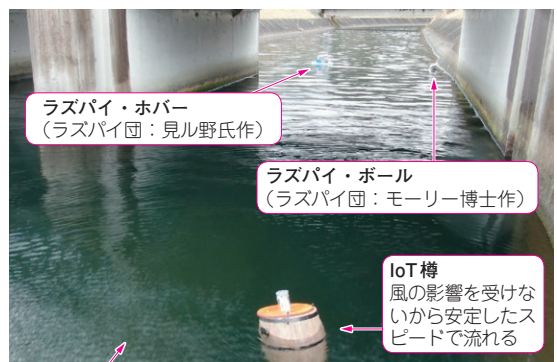 ラズパイ・ホバー
（ラズパイ団：見ル野氏作）
ラズパイ・ボール
（ラズパイ団：モーリー博士作）
IoT樽
風の影響を受けな
いから安定したス
ピードで流れる